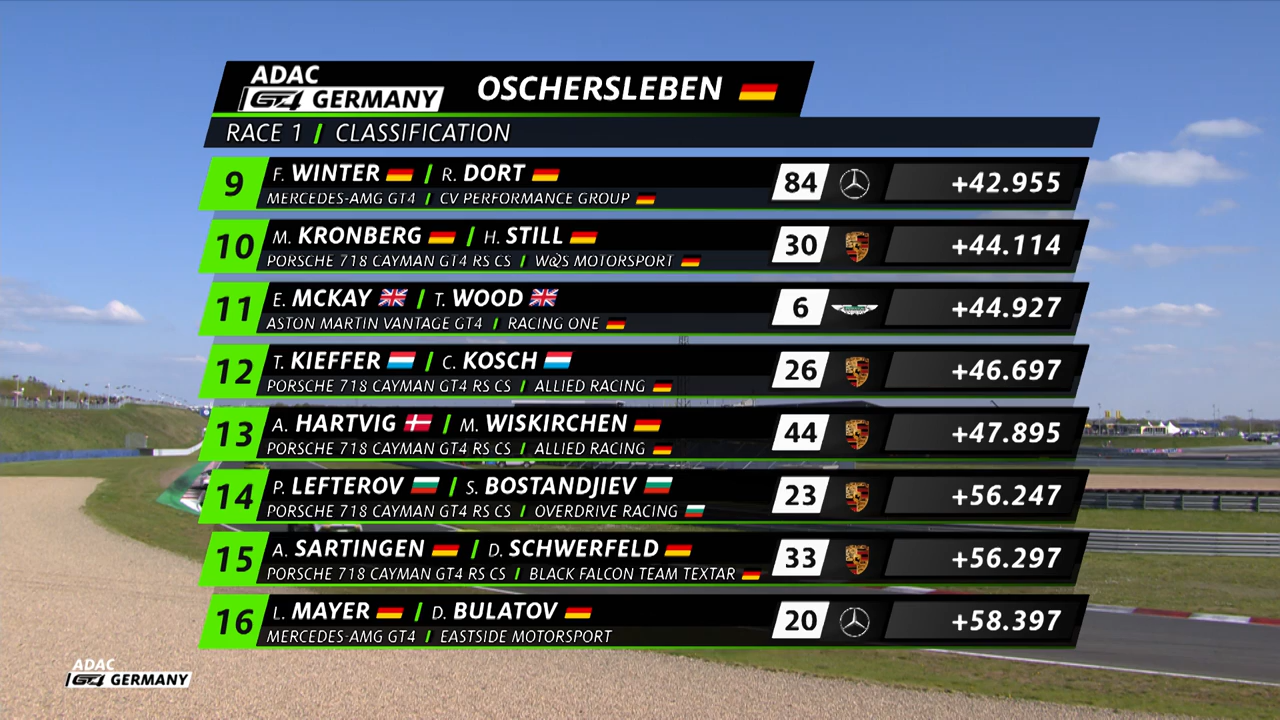 ADAC
GT4 GERMANY
OSCHERSLEBEN
RACE 1 / CLASSIFICATION
9 F. WINTER / R. DORT 84 +42.955
MERCEDES-AMG GT4 / CV PERFORMANCE GROUP
10 M. KRONBERG / H. STILL 30 +44.114
PORSCHE 718 CAYMAN GT4 RS CS / W&S MOTORSPORT
11 E. MCKAY / T. WOOD 6 +44.927
ASTON MARTIN VANTAGE GT4 / RACING ONE
12 T. KIEFFER / C. KOSCH 26 +46.697
PORSCHE 718 CAYMAN GT4 RS CS / ALLIED RACING
13 A. HARTVIG / M. WISKIRCHEN 44 +47.895
PORSCHE 718 CAYMAN GT4 RS CS / ALLIED RACING
14 P. LEFTEROV / S. BOSTANDJIEV 23 +56.247
PORSCHE 718 CAYMAN GT4 RS CS / OVERDRIVE RACING
15 A. SARTINGEN / D. SCHWERFELD 33 +56.297
PORSCHE 718 CAYMAN GT4 RS CS / BLACK FALCON TEAM TEXTAR
16 L. MAYER / D. BULATOV 20 +58.397
MERCEDES-AMG GT4 / EASTSIDE MOTORSPORT
ADAC
GT4 GERMANY